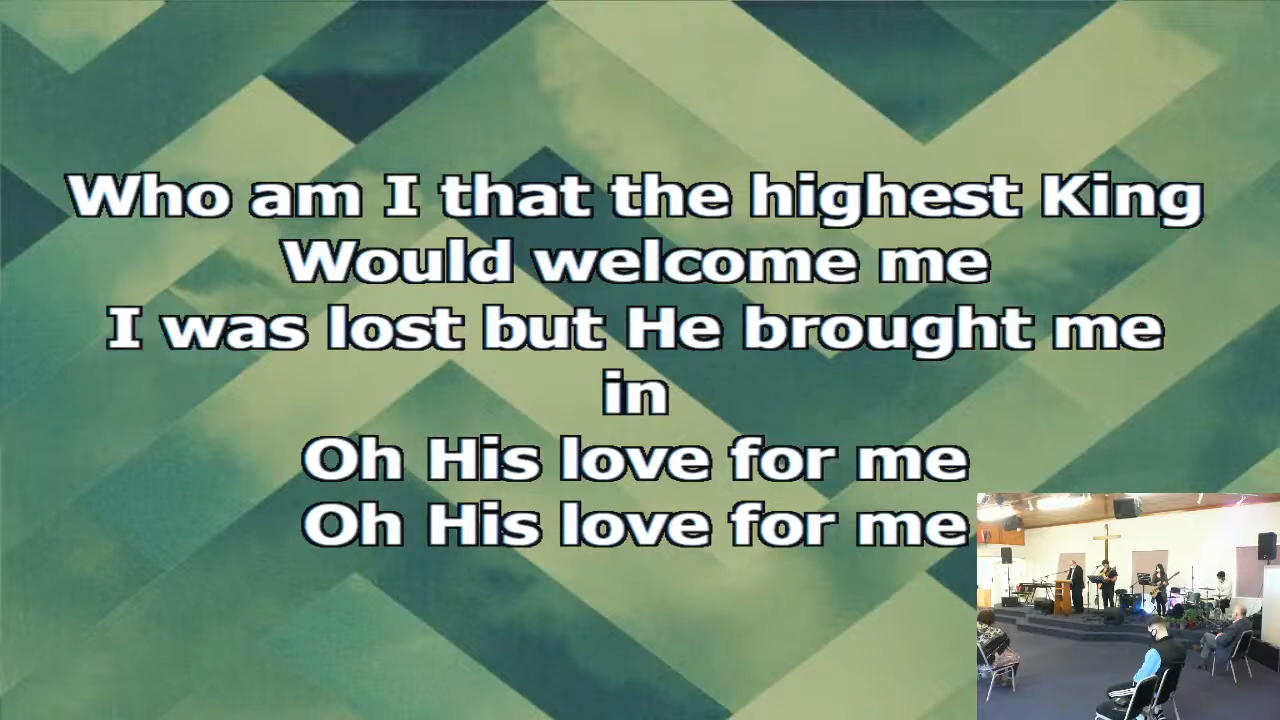 Who am I that the highest King
Would welcome me
I was lost but He brought me
in
Oh His love for me
Oh His love for me